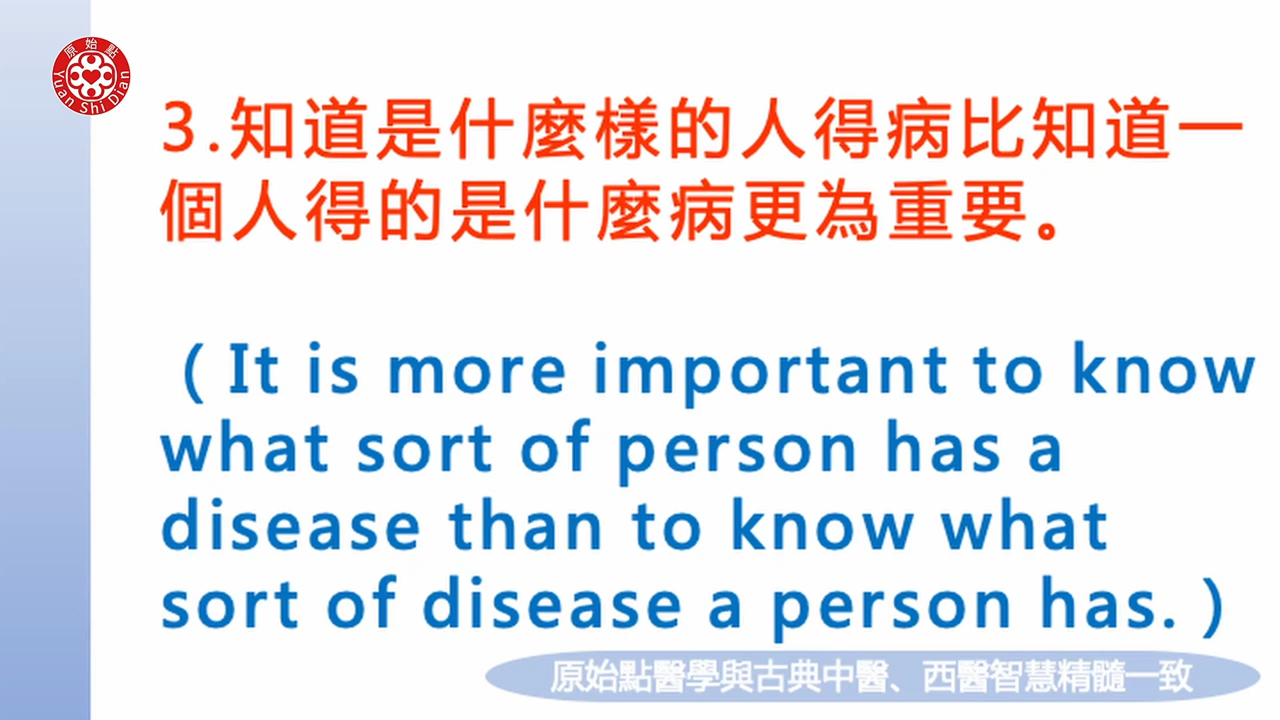 原始點
Yuan Shi Dian
3.知道是什麼樣的人得病比知道一
個人得的是什麼病更為重要。
（It is more important to know
what sort of person has a
disease than to know what
sort of disease a person has.）
原始點醫學與古典中醫、西醫智慧精髓一致